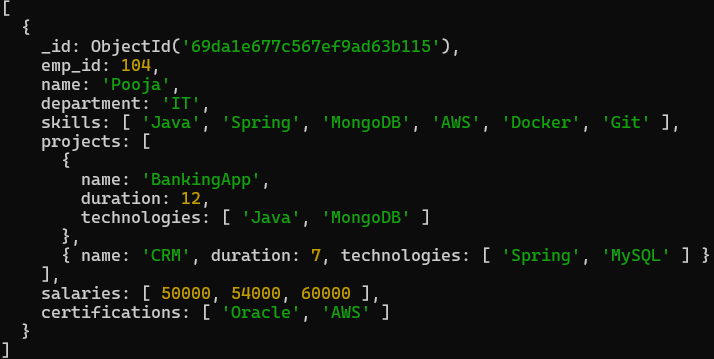 [
  {
    _id: ObjectId('69da1e677c567ef9ad63b115'),
    emp_id: 104,
    name: 'Pooja',
    department: 'IT',
    skills: [ 'Java', 'Spring', 'MongoDB', 'AWS', 'Docker', 'Git' ],
    projects: [
      {
        name: 'BankingApp',
        duration: 12,
        technologies: [ 'Java', 'MongoDB' ]
      },
      { name: 'CRM', duration: 7, technologies: [ 'Spring', 'MySQL' ] }
    ],
    salaries: [ 50000, 54000, 60000 ],
    certifications: [ 'Oracle', 'AWS' ]
  }
]